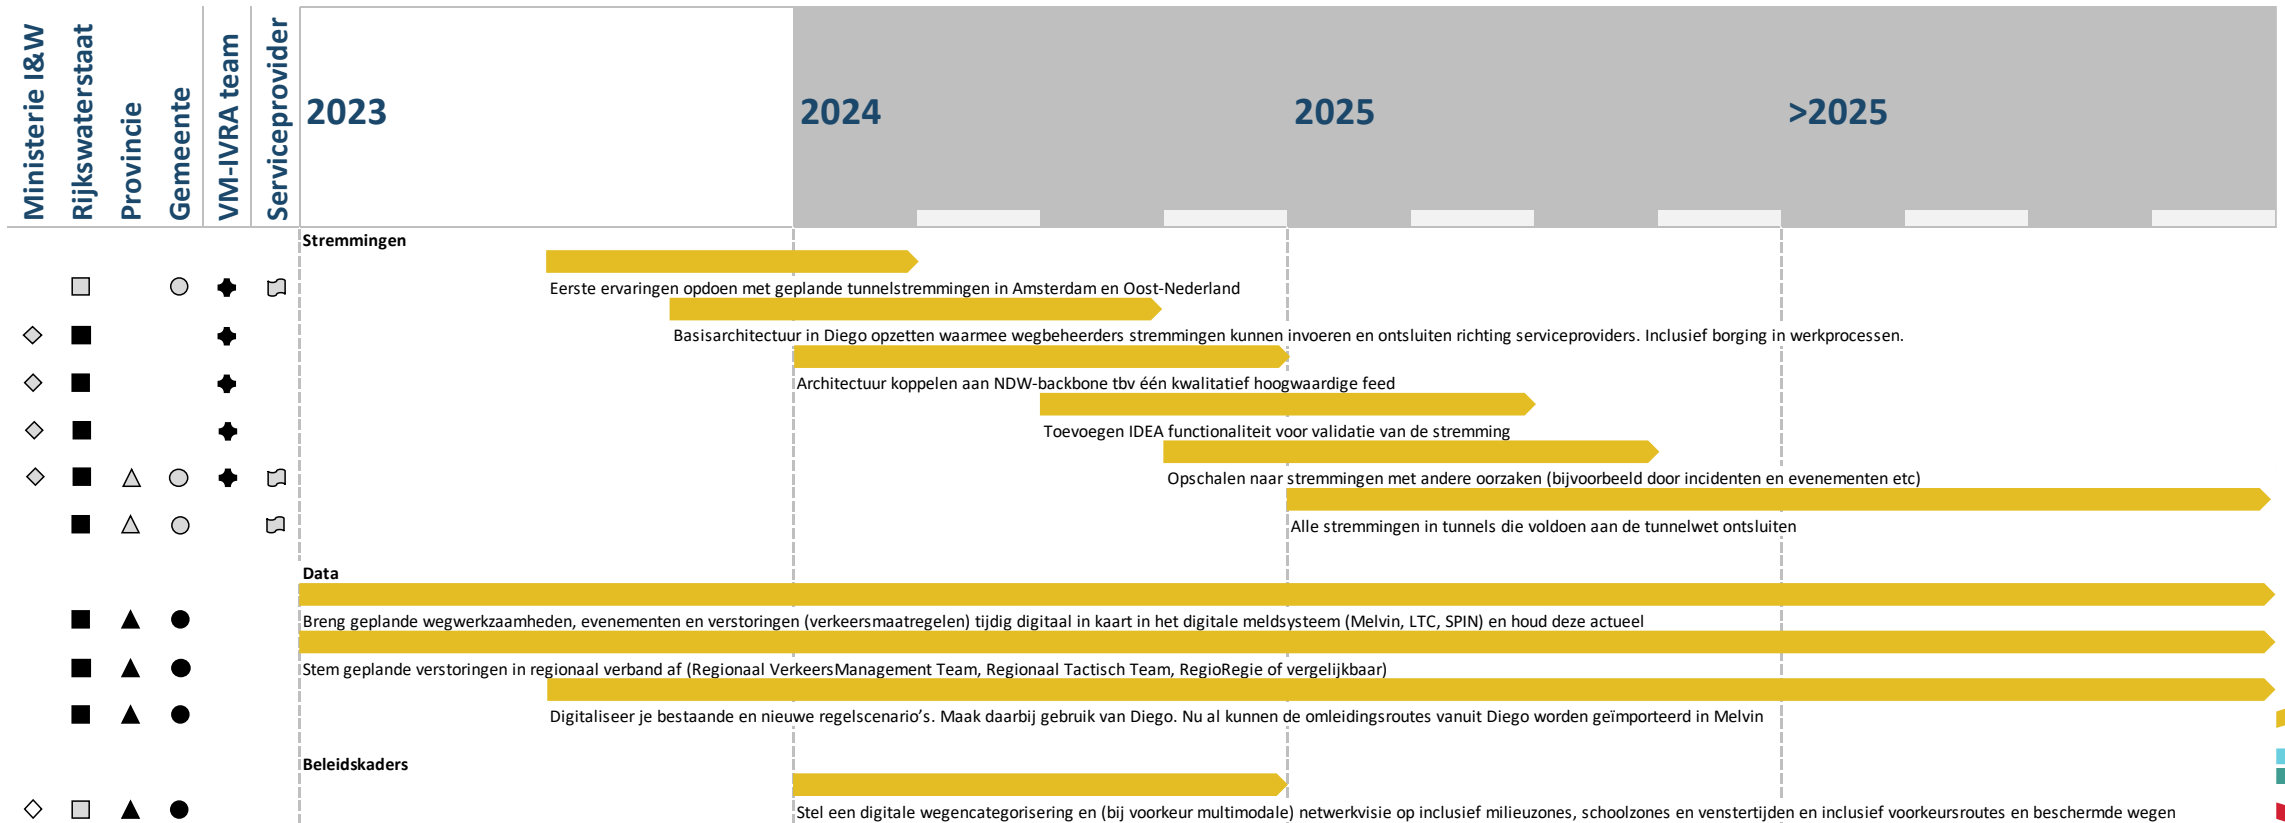 Ministerie I&W
Rijkswaterstaat
Provincie
Gemeente
VM-IVRA team
Serviceprovider
2023
2024
2025
>2025
Stremmingen
Eerste ervaringen opdoen met geplande tunnelstremmingen in Amsterdam en Oost-Nederland
Basisarchitectuur in Diego opzetten waarmee wegbeheerders stremmingen kunnen invoeren en ontsluiten richting serviceproviders. Inclusief borging in werkprocessen.
Architectuur koppelen aan NDW-backbone tbv één kwalitatief hoogwaardige feed
Toevoegen IDEA functionaliteit voor validatie van de stremming
Opschalen naar stremmingen met andere oorzaken (bijvoorbeeld door incidenten en evenementen etc)
Alle stremmingen in tunnels die voldoen aan de tunnelwet ontsluiten
Data
Breng geplande wegwerkzaamheden, evenementen en verstoringen (verkeersmaatregelen) tijdig digitaal in kaart in het digitale meldsysteem (Melvin, LTC, SPIN) en houd deze actueel
Stem geplande verstoringen in regionaal verband af (Regionaal VerkeersManagement Team, Regionaal Tactisch Team, RegioRegie of vergelijkbaar)
Digitaliseer je bestaande en nieuwe regelscenario's. Maak daarbij gebruik van Diego. Nu al kunnen de omleidingsroutes vanuit Diego worden geïmporteerd in Melvin
Beleidskaders
Stel een digitale wegencategorisering en (bij voorkeur multimodale) netwerkvisie op inclusief milieuzones, schoolzones en venstertijden en inclusief voorkeursroutes en beschermde wegen